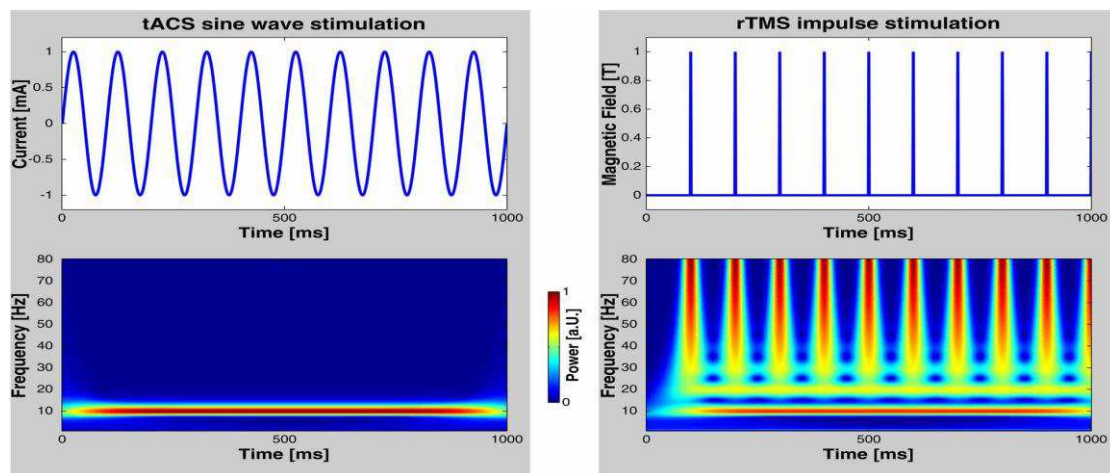 tACS sine wave stimulation
Current [mA]
1
0.5
0
-0.5
-1
0 500 1000
Time [ms]
Frequency [Hz]
80
70
60
50
40
30
20
10
0 500 1000
Time [ms]
1
Power [a.U.]
0
rTMS impulse stimulation
Magnetic Field [T]
1
0.8
0.6
0.4
0.2
0
0 500 1000
Time [ms]
Frequency [Hz]
80
70
60
50
40
30
20
10
0 500 1000
Time [ms]